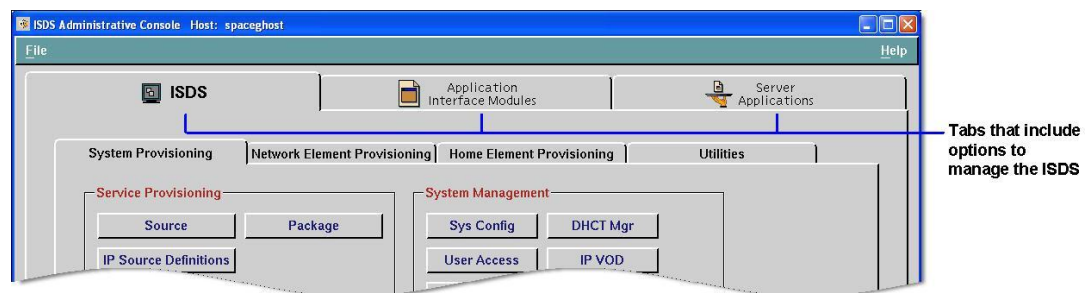 ISDS Administrative Console Host: spaceghost
File
Help
ISDS
Application
Interface Modules
Server
Applications
Tabs that include
options to
manage the ISDS
System Provisioning
Network Element Provisioning
Home Element Provisioning
Utilities
Service Provisioning
System Management
Source
Package
Sys Config
DHCT Mgr
IP Source Definitions
User Access
IP VOD